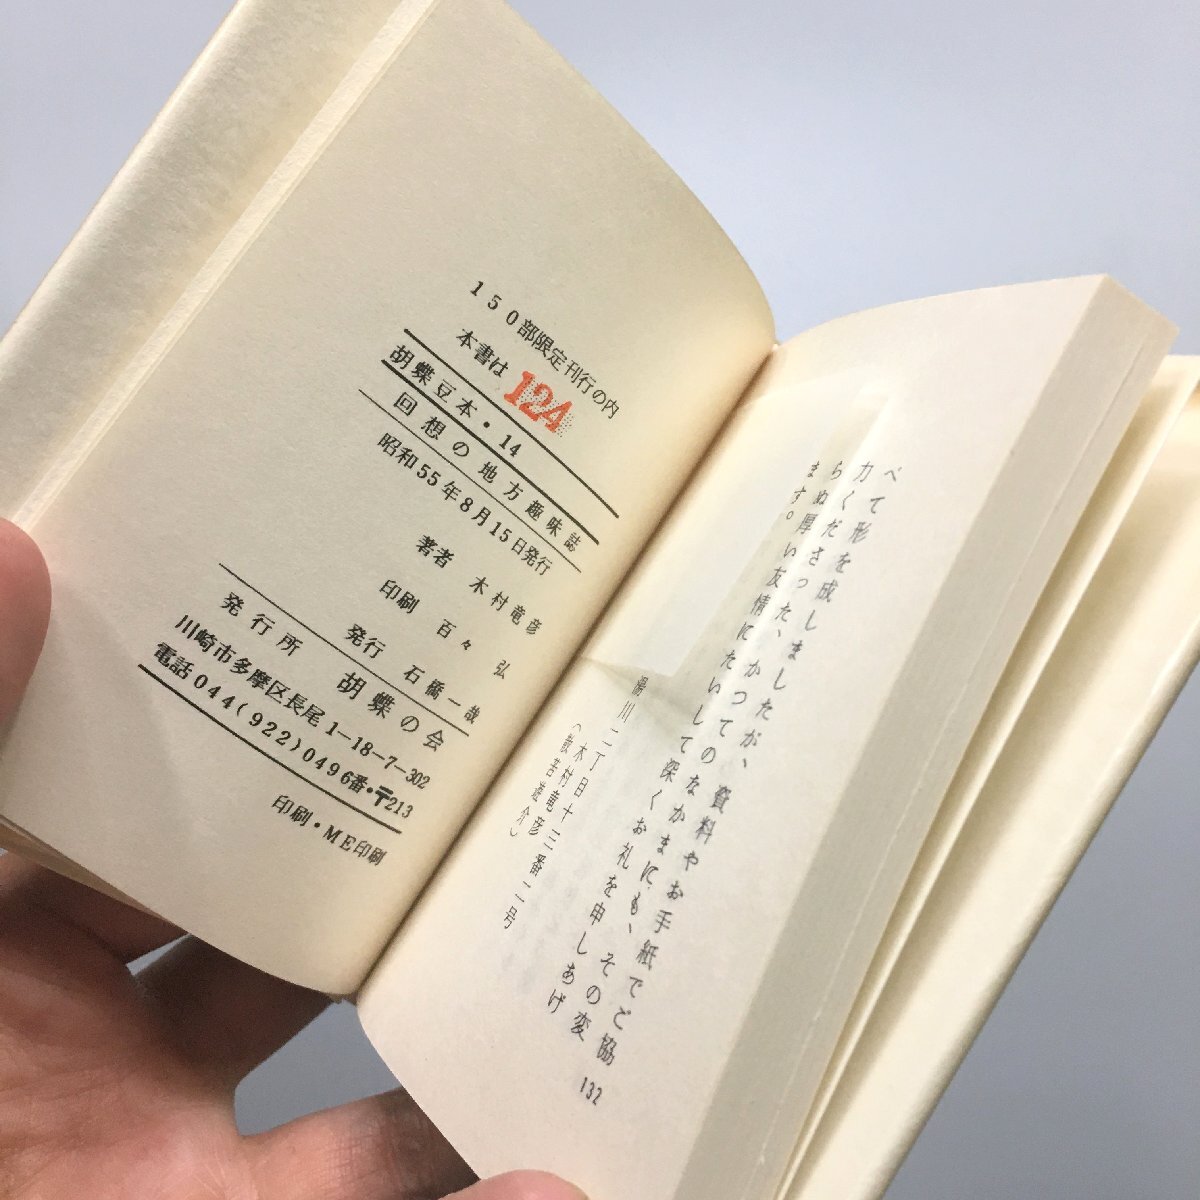 べて形を成しましたが、資料やお手紙でご協
力くださった、かつてのなかまにも、その変
らぬ厚い友情にたいして深くお礼を申しあげ
ます。
湯川二丁目十三番二号
木村竜彦
132
150部限定刊行の内
本書は 124
胡蝶豆本・14
回想の地方趣味誌
昭和55年8月15日発行
著者 木村竜彦
印刷 百々 弘
発行 石橋一哉
発行所 胡蝶の会
川崎市多摩区長尾1-18-7-302
電話044(922)0496番・〒213
印刷・ME印刷